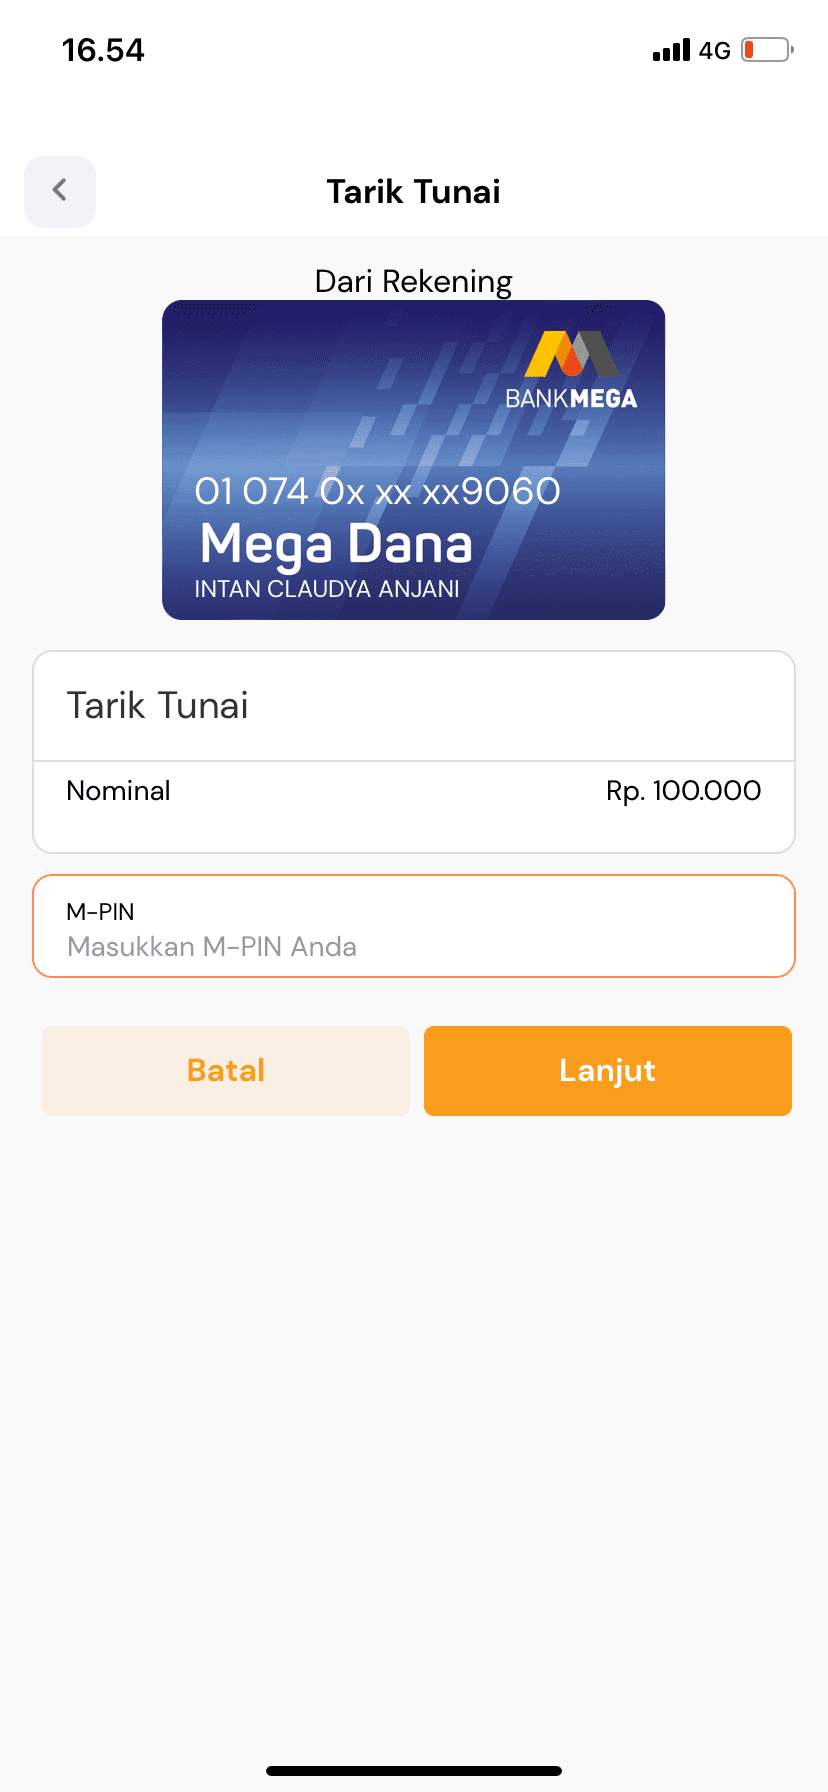 16.54
4G
Tarik Tunai
Dari Rekening
BANKMEGA
01 074 0x xx xx9060
Mega Dana
INTAN CLAUDYA ANJANI
Tarik Tunai
Nominal Rp. 100.000
M-PIN
Masukkan M-PIN Anda
Batal Lanjut